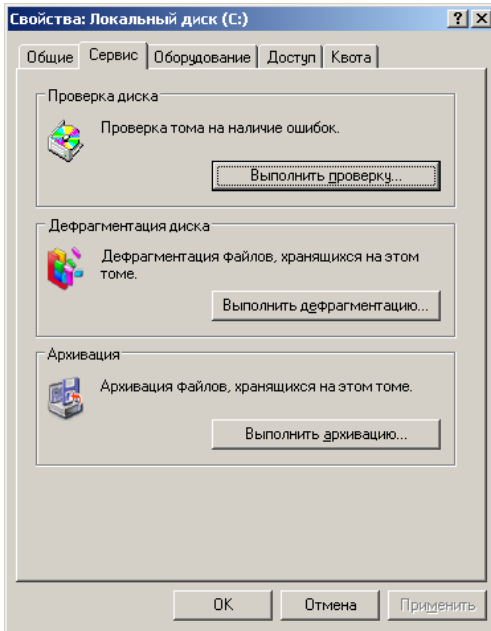 Свойства: Локальный диск (C:)
Общие Сервис Оборудование Доступ Квота
Проверка диска
Проверка тома на наличие ошибок.
Выполнить проверку...
Дефрагментация диска
Дефрагментация файлов, хранящихся на этом
томе.
Выполнить дефрагментацию...
Архивация
Архивация файлов, хранящихся на этом томе.
Выполнить архивацию...
OK Отмена Применить